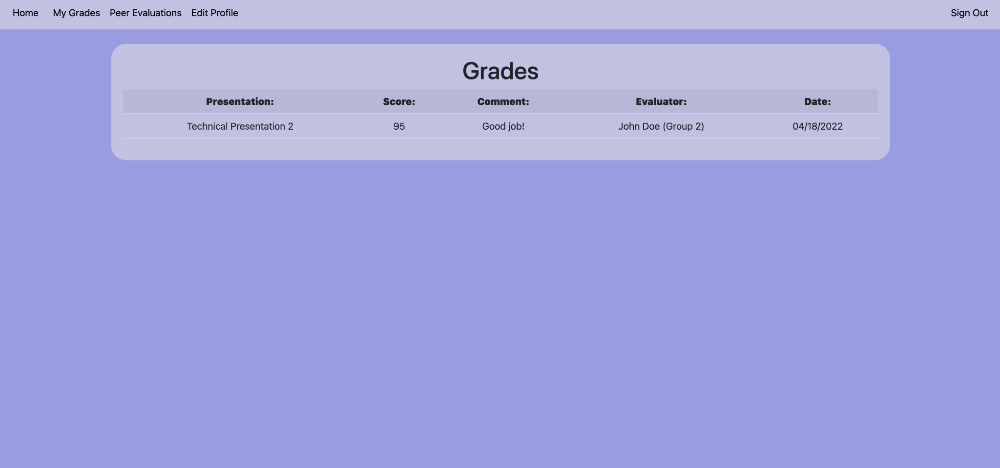 Home My Grades Peer Evaluations Edit Profile Sign Out
Grades
Presentation: Score: Comment: Evaluator: Date:
Technical Presentation 2 95 Good job! John Doe (Group 2) 04/18/2022